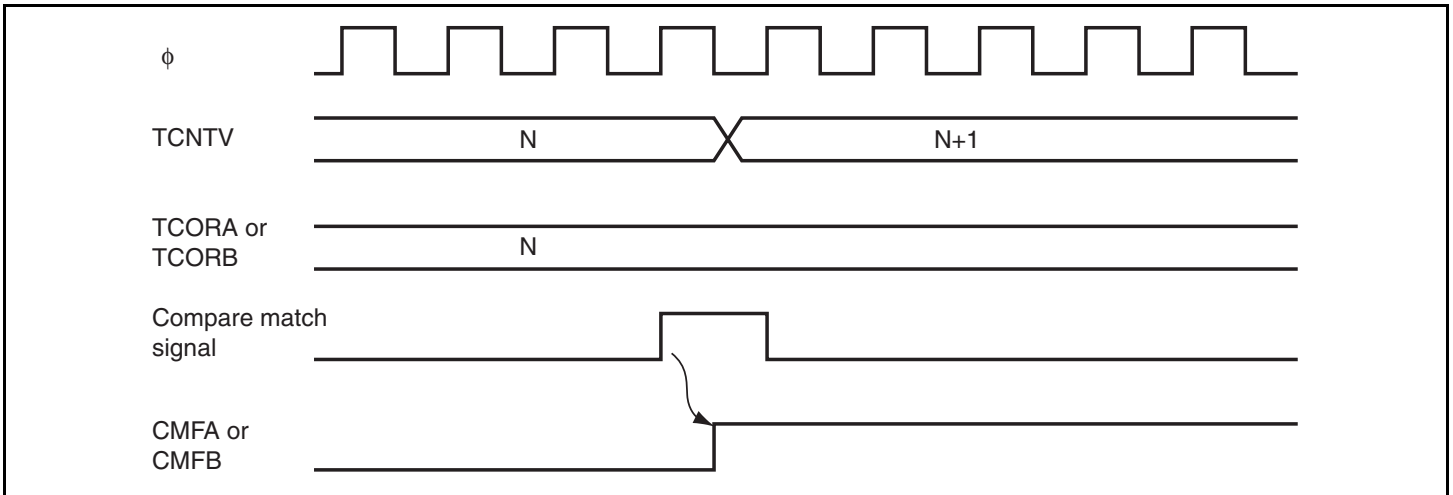 ϕ
TCNTV
N
N+1
TCORA or
TCORB
N
Compare match
signal
CMFA or
CMFB